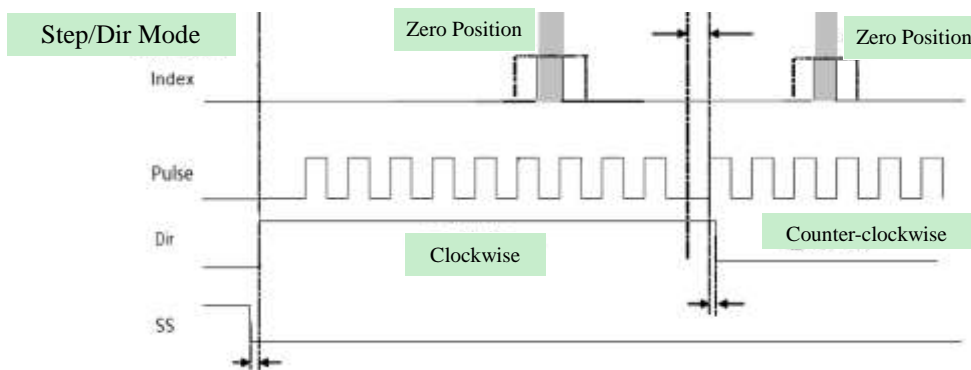 Step/Dir Mode
Zero Position
Zero Position
Index
Pulse
Dir
Clockwise
Counter-clockwise
SS